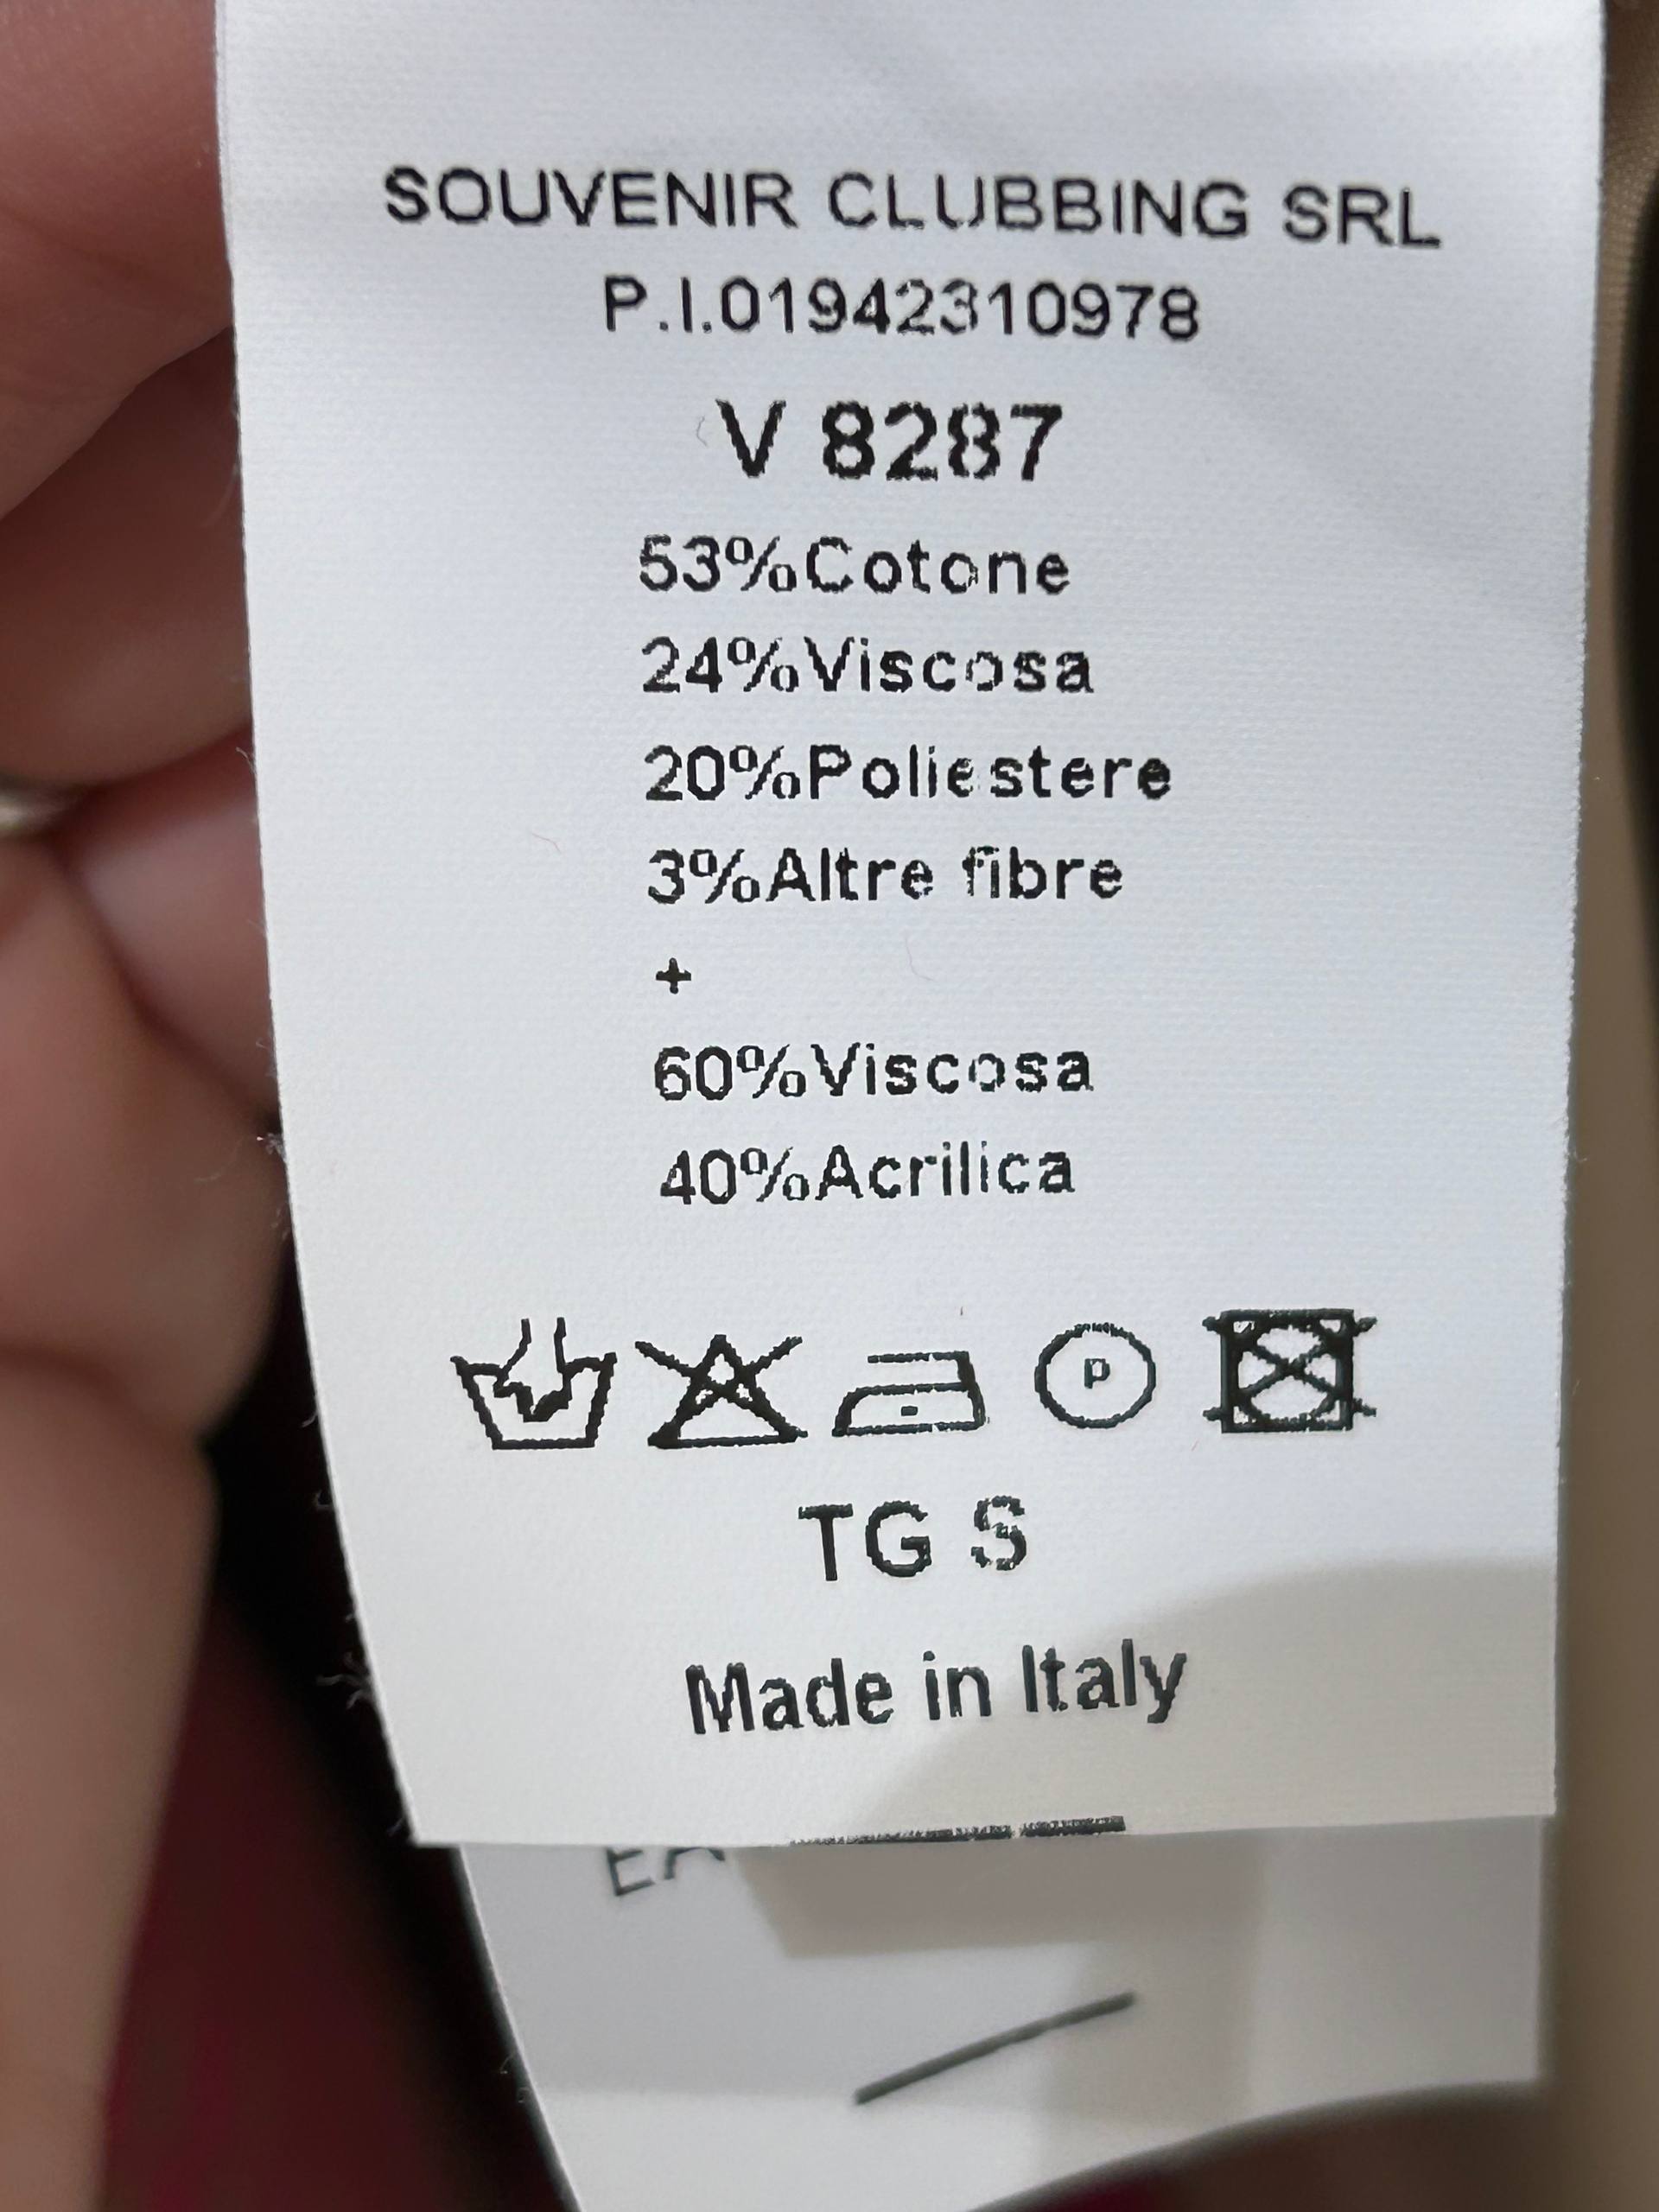 SOUVENIR CLUBBING SRL
P.I.01942310978
V 8287
53%Cotone
24%Viscosa
20%Poliestere
3%Altre fibre
+
60%Viscosa
40%Acrilica
P
TG S
Made in Italy